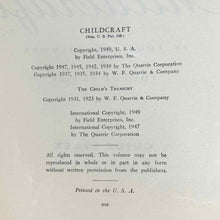 CHILDCRAFT
(Reg. U. S. Pat. Off.)
Copyright, 1949, U. S. A.
by Field Enterprises, Inc.
Copyright 1947, 1945, 1942, 1939 by The Quarrie Corporation
Copyright 1937, 1935, 1934 by W. F. Quarrie & Company
THE CHILD'S TREASURY
Copyright 1931, 1923 by W. F. Quarrie & Company
International Copyright, 1949
by Field Enterprises, Inc.
International Copyright, 1947
by The Quarrie Corporation
All rights reserved. This volume may not be
reproduced in whole or in part in any form
without written permission from the publishers.
Printed in the U. S. A.